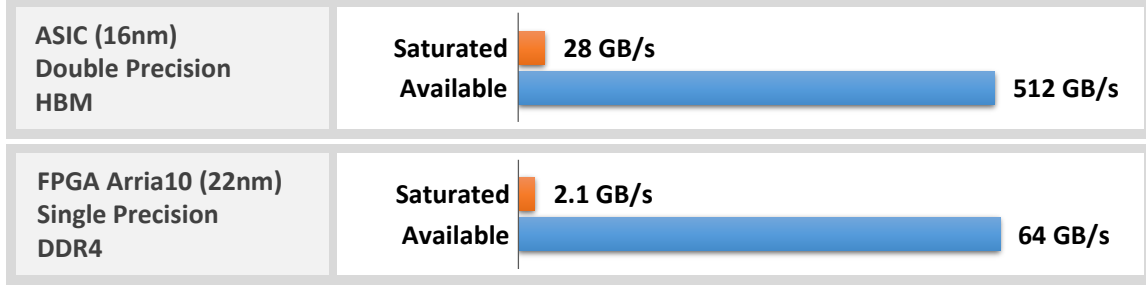 ASIC (16nm)
Double Precision
HBM
Saturated 28 GB/s
Available 512 GB/s
FPGA Arria10 (22nm)
Single Precision
DDR4
Saturated 2.1 GB/s
Available 64 GB/s